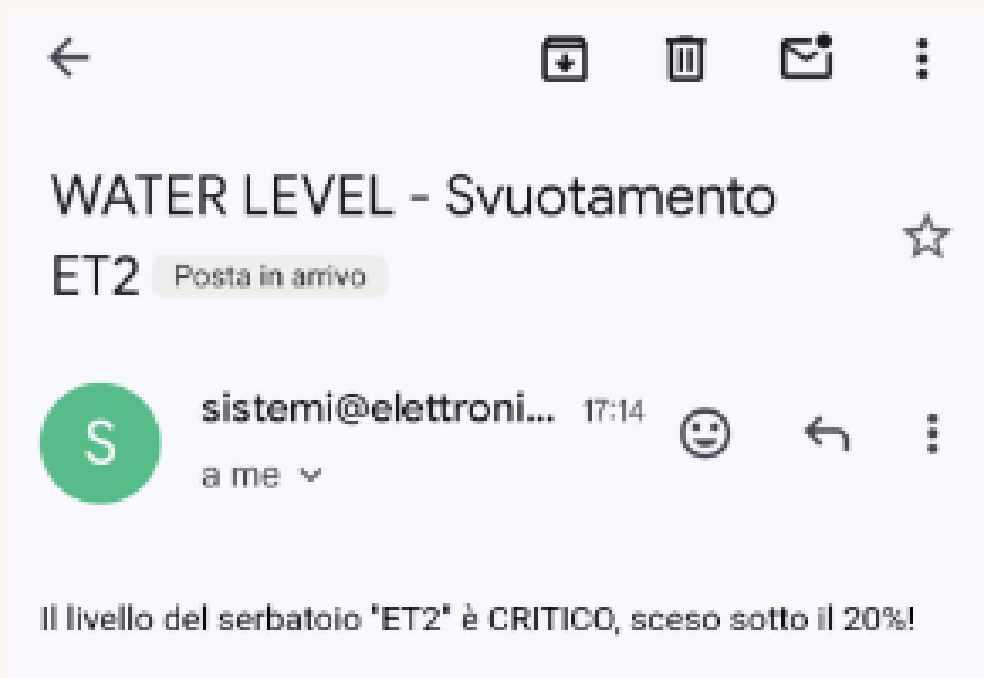 WATER LEVEL - Svuotamento
ET2 Posta in arrivo
S
sistemi@elettroni... 17:14
a me
Il livello del serbatoio "ET2" è CRITICO, sceso sotto il 20%!